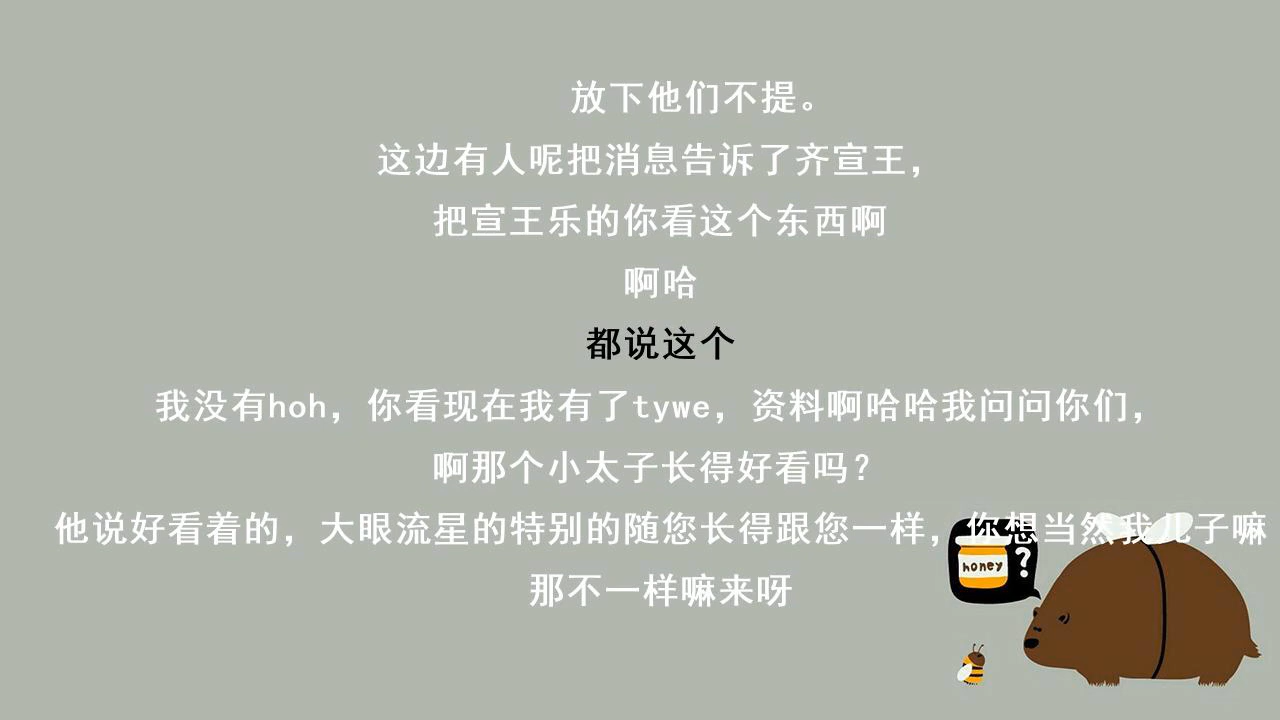 放下他们不提。
这边有人呢把消息告诉了齐宣王，
把宣王乐的你看这个东西啊
啊哈
都说这个
我没有hoh，你看现在我有了tywe，资料啊哈哈我问问你们，
啊那个小太子长得好看吗？
他说好看着的，大眼流星的特别的随您长得跟您一样，你想当然我儿子嘛
那不一样嘛来呀
honey
?